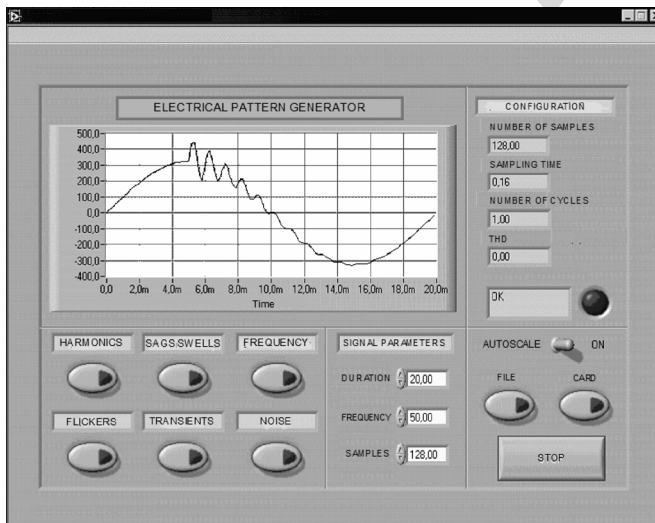 ELECTRICAL PATTERN GENERATOR
500,0
400,0
300,0
200,0
100,0
0,0
-100,0
-200,0
-300,0
-400,0
0,0 2,0m 4,0m 6,0m 8,0m 10,0m 12,0m 14,0m 16,0m 18,0m 20,0m
Time
CONFIGURATION
NUMBER OF SAMPLES
128,00
SAMPLING TIME
0,16
NUMBER OF CYCLES
1,00
THD
0,00
OK
HARMONICS SAGS/SWELLS FREQUENCY
FLICKERS TRANSIENTS NOISE
SIGNAL PARAMETERS
DURATION 20,00
FREQUENCY 50,00
SAMPLES 128,00
AUTOSCALE ON
FILE CARD
STOP